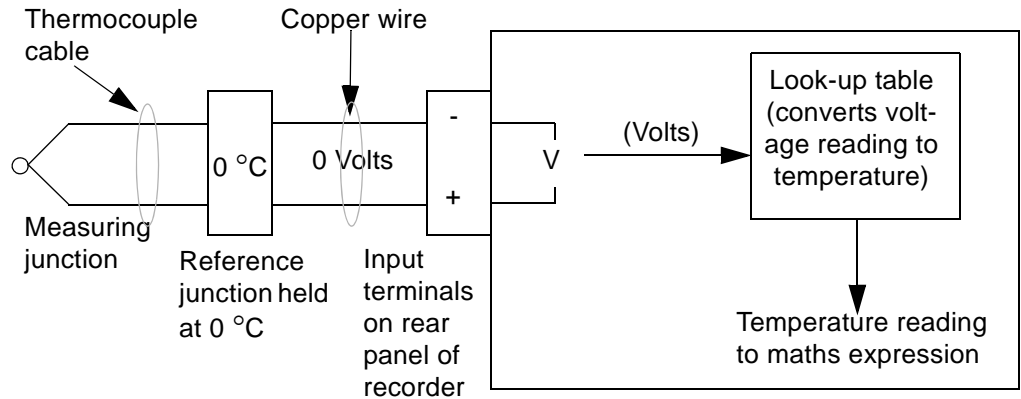 Thermocouple
cable
Copper wire
Look-up table
(converts volt-
age reading to
temperature)
-
(Volts)
0 °C
0 Volts
V
+
Measuring
junction
Reference
junction held
at 0 °C
Input
terminals
on rear
panel of
recorder
Temperature reading
to maths expression